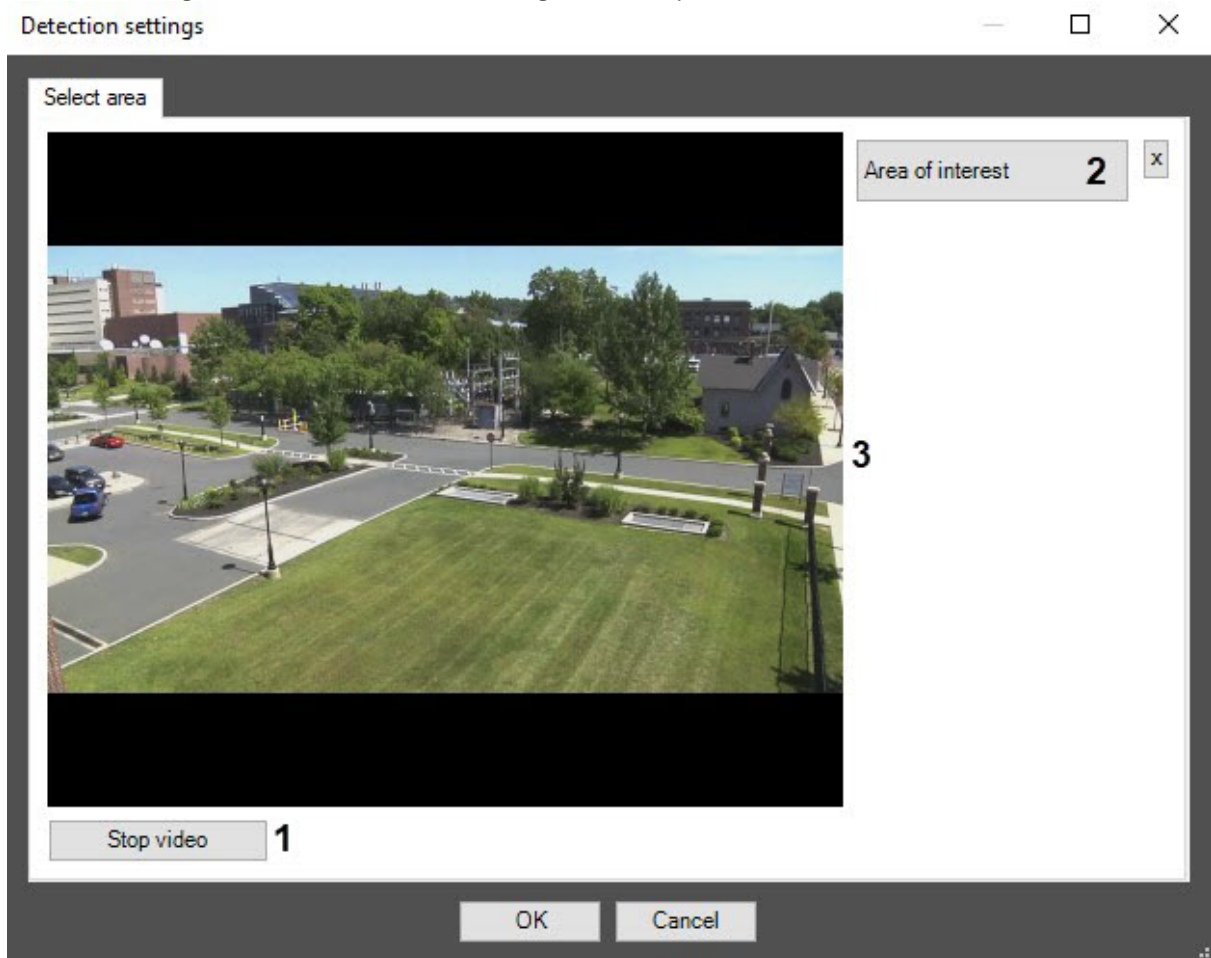 Detection settings
Select area
Area of interest 2
x
3
Stop video 1
OK Cancel